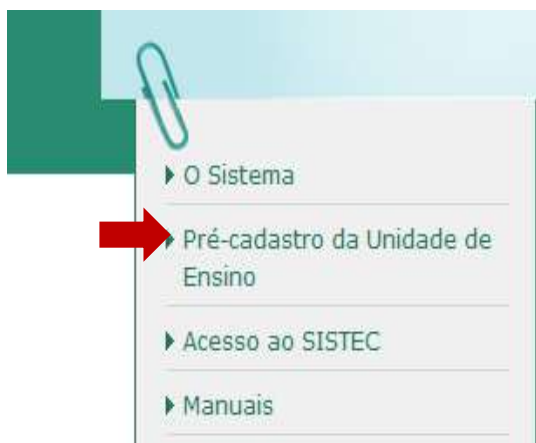 O Sistema
Pré-cadastro da Unidade de
Ensino
Acesso ao SISTEC
Manuais